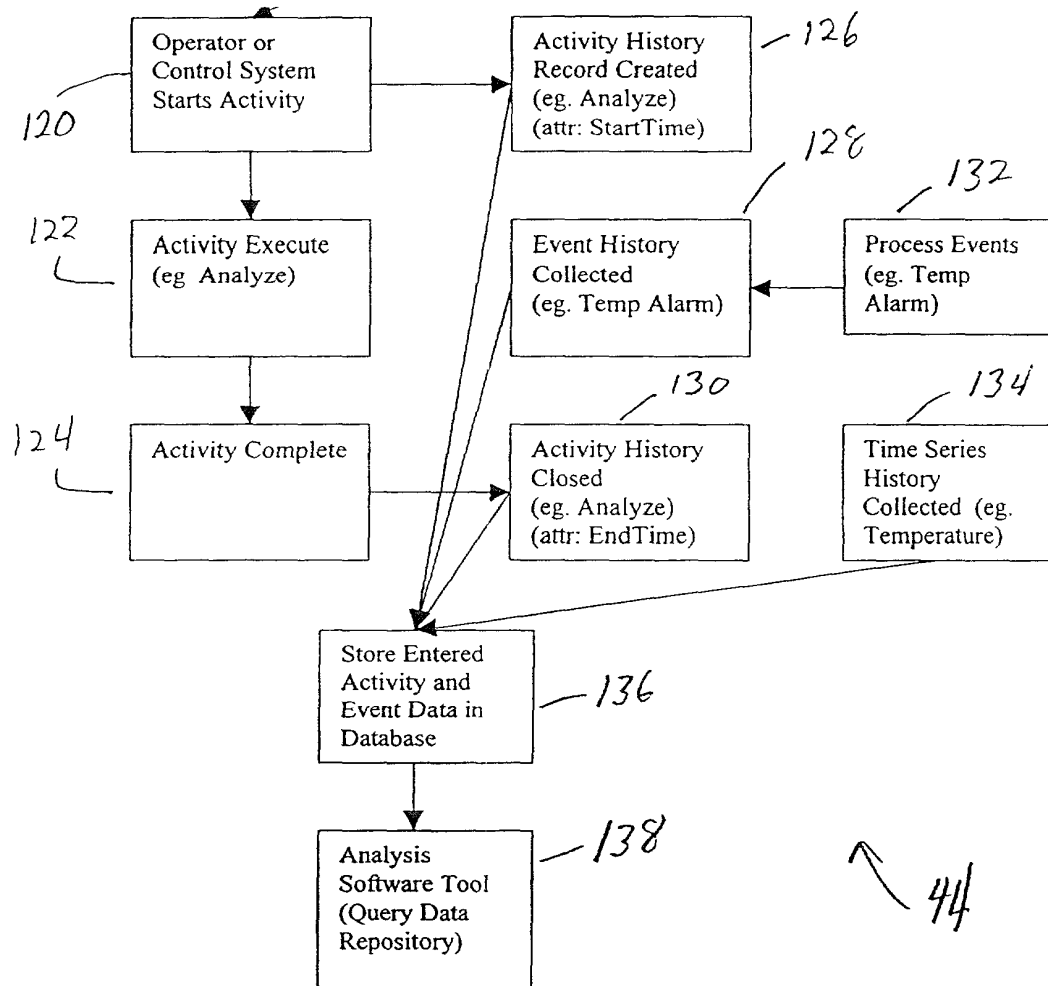 Operator or
Control System
Starts Activity
120
Activity History
Record Created
(eg. Analyze)
(attr: StartTime)
126
122
Activity Execute
(eg Analyze)
Event History
Collected
(eg. Temp Alarm)
128
Process Events
(eg. Temp
Alarm)
132
124
Activity Complete
Activity History
Closed
(eg. Analyze)
(attr: EndTime)
130
Time Series
History
Collected (eg.
Temperature)
134
Store Entered
Activity and
Event Data in
Database
136
Analysis
Software Tool
(Query Data
Repository)
138
44